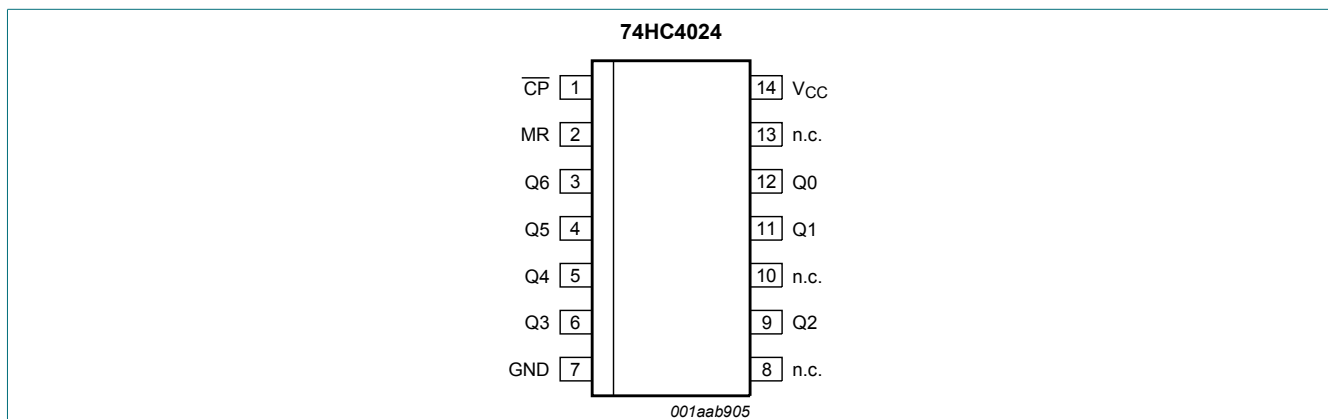 74HC4024
C̅P̅ 1 14 VCC
MR 2 13 n.c.
Q6 3 12 Q0
Q5 4 11 Q1
Q4 5 10 n.c.
Q3 6 9 Q2
GND 7 8 n.c.
001aab905